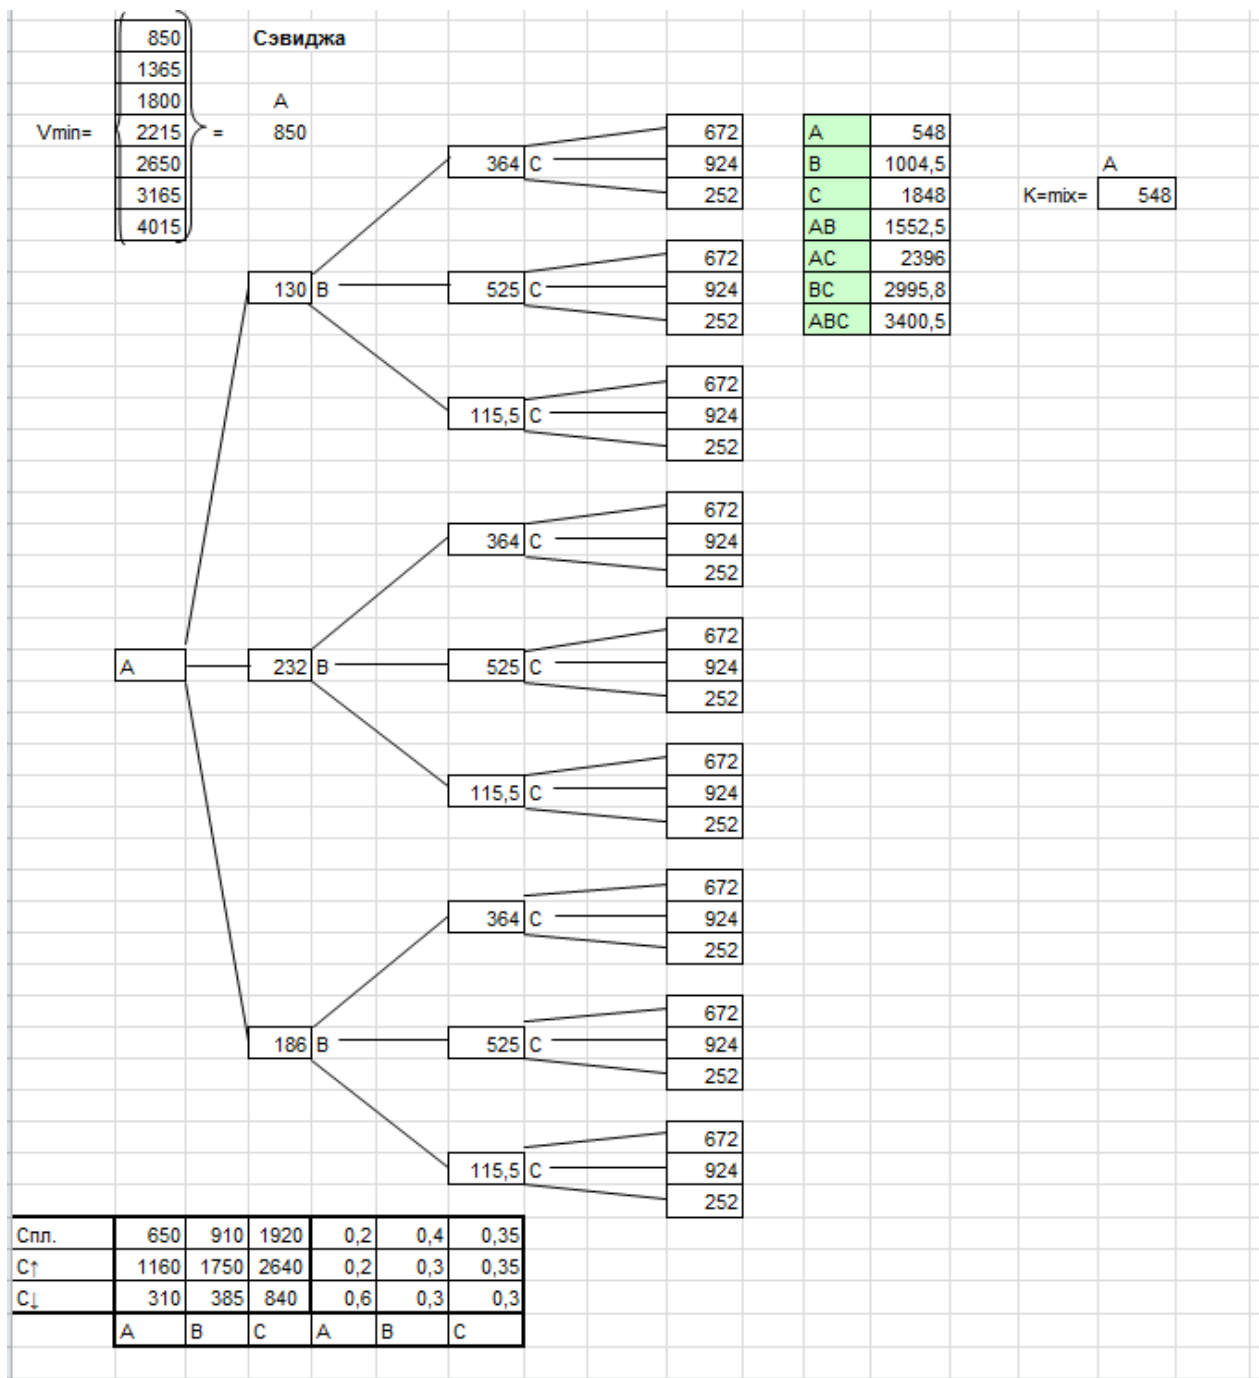 850 Сэвиджа
1365
1800 A
Vmin= 2215 = 850 672 A 548
2650 364 C 924 B 1004,5 A
3165 252 C 1848 K=mix= 548
4015 AB 1552,5
672 AC 2396
130 B 525 C 924 BC 2995,8
252 ABC 3400,5
672
115,5 C 924
252
672
364 C 924
252
672
A 232 B 525 C 924
252
672
115,5 C 924
252
672
364 C 924
252
672
186 B 525 C 924
252
672
115,5 C 924
252
Спл. 650 910 1920 0,2 0,4 0,35
С↑ 1160 1750 2640 0,2 0,3 0,35
С↓ 310 385 840 0,6 0,3 0,3
A B C A B C